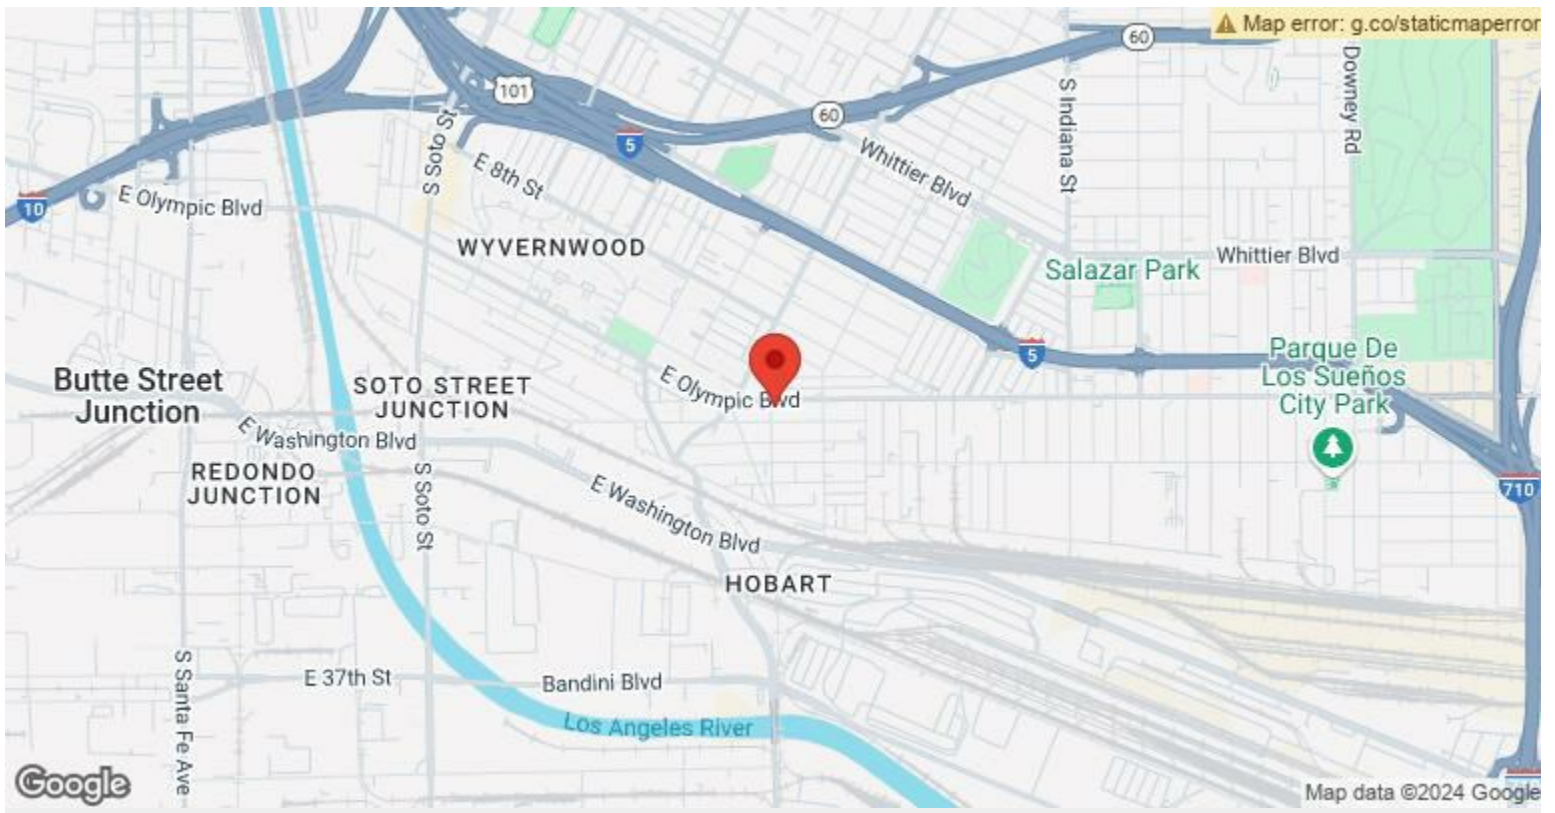 Map error: g.co/staticmaperror
60
101
60
5
S Indiana St
Downey Rd
S Soto St
E 8th St
Whittier Blvd
10
E Olympic Blvd
WYVERNWOOD
Whittier Blvd
Salazar Park
5
Parque De
Los Sueños
City Park
Butte Street
Junction
SOTO STREET
JUNCTION
E Olympic Blvd
E Washington Blvd
REDONDO
JUNCTION
S Soto St
E Washington Blvd
710
HOBART
S Santa Fe Ave
E 37th St
Bandini Blvd
Los Angeles River
Google
Map data ©2024 Google